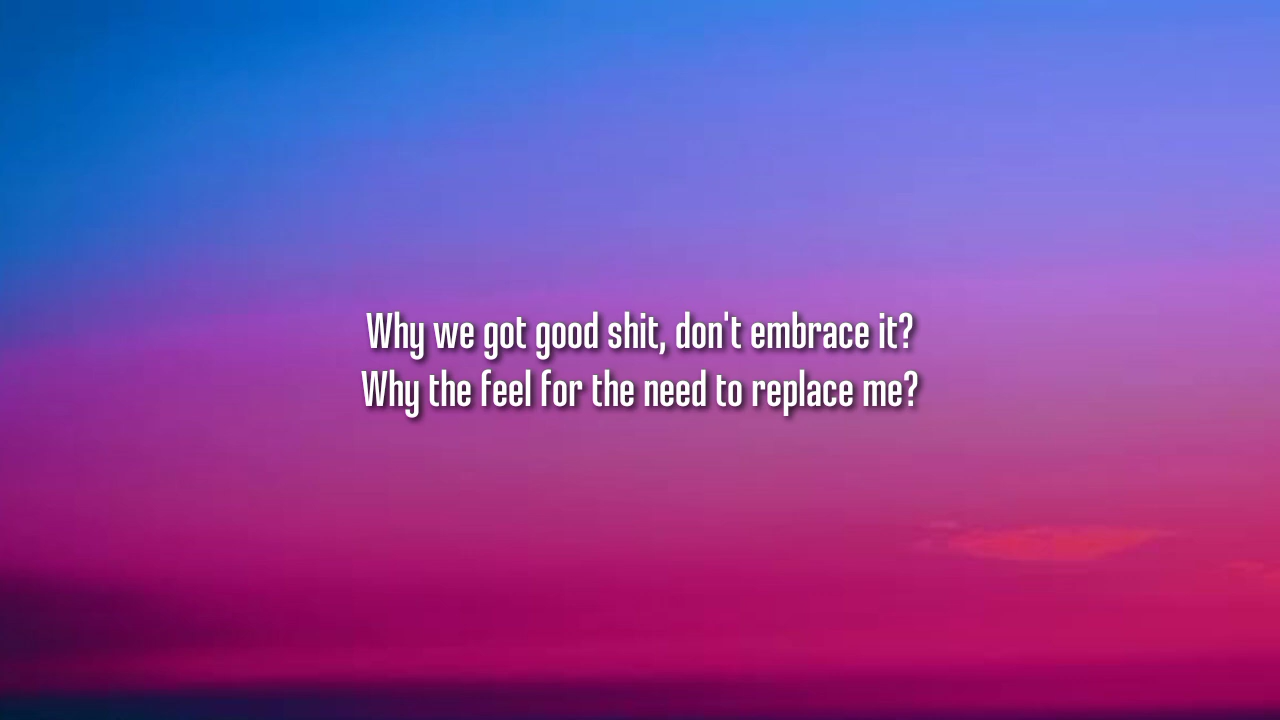 Why we got good shit, don't embrace it?
Why the feel for the need to replace me?